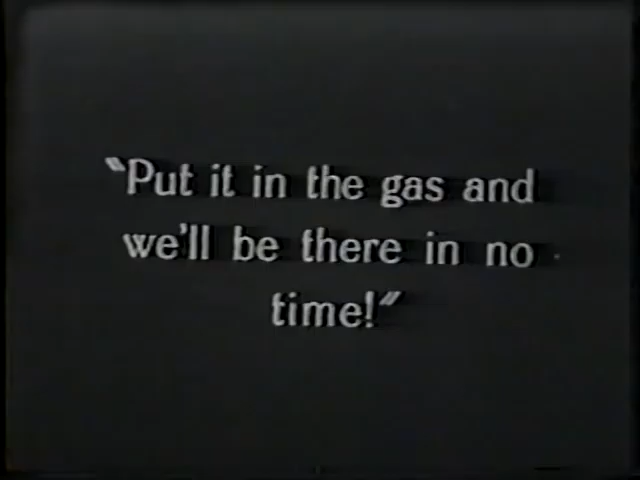 "Put it in the gas and
we'll be there in no
time!"